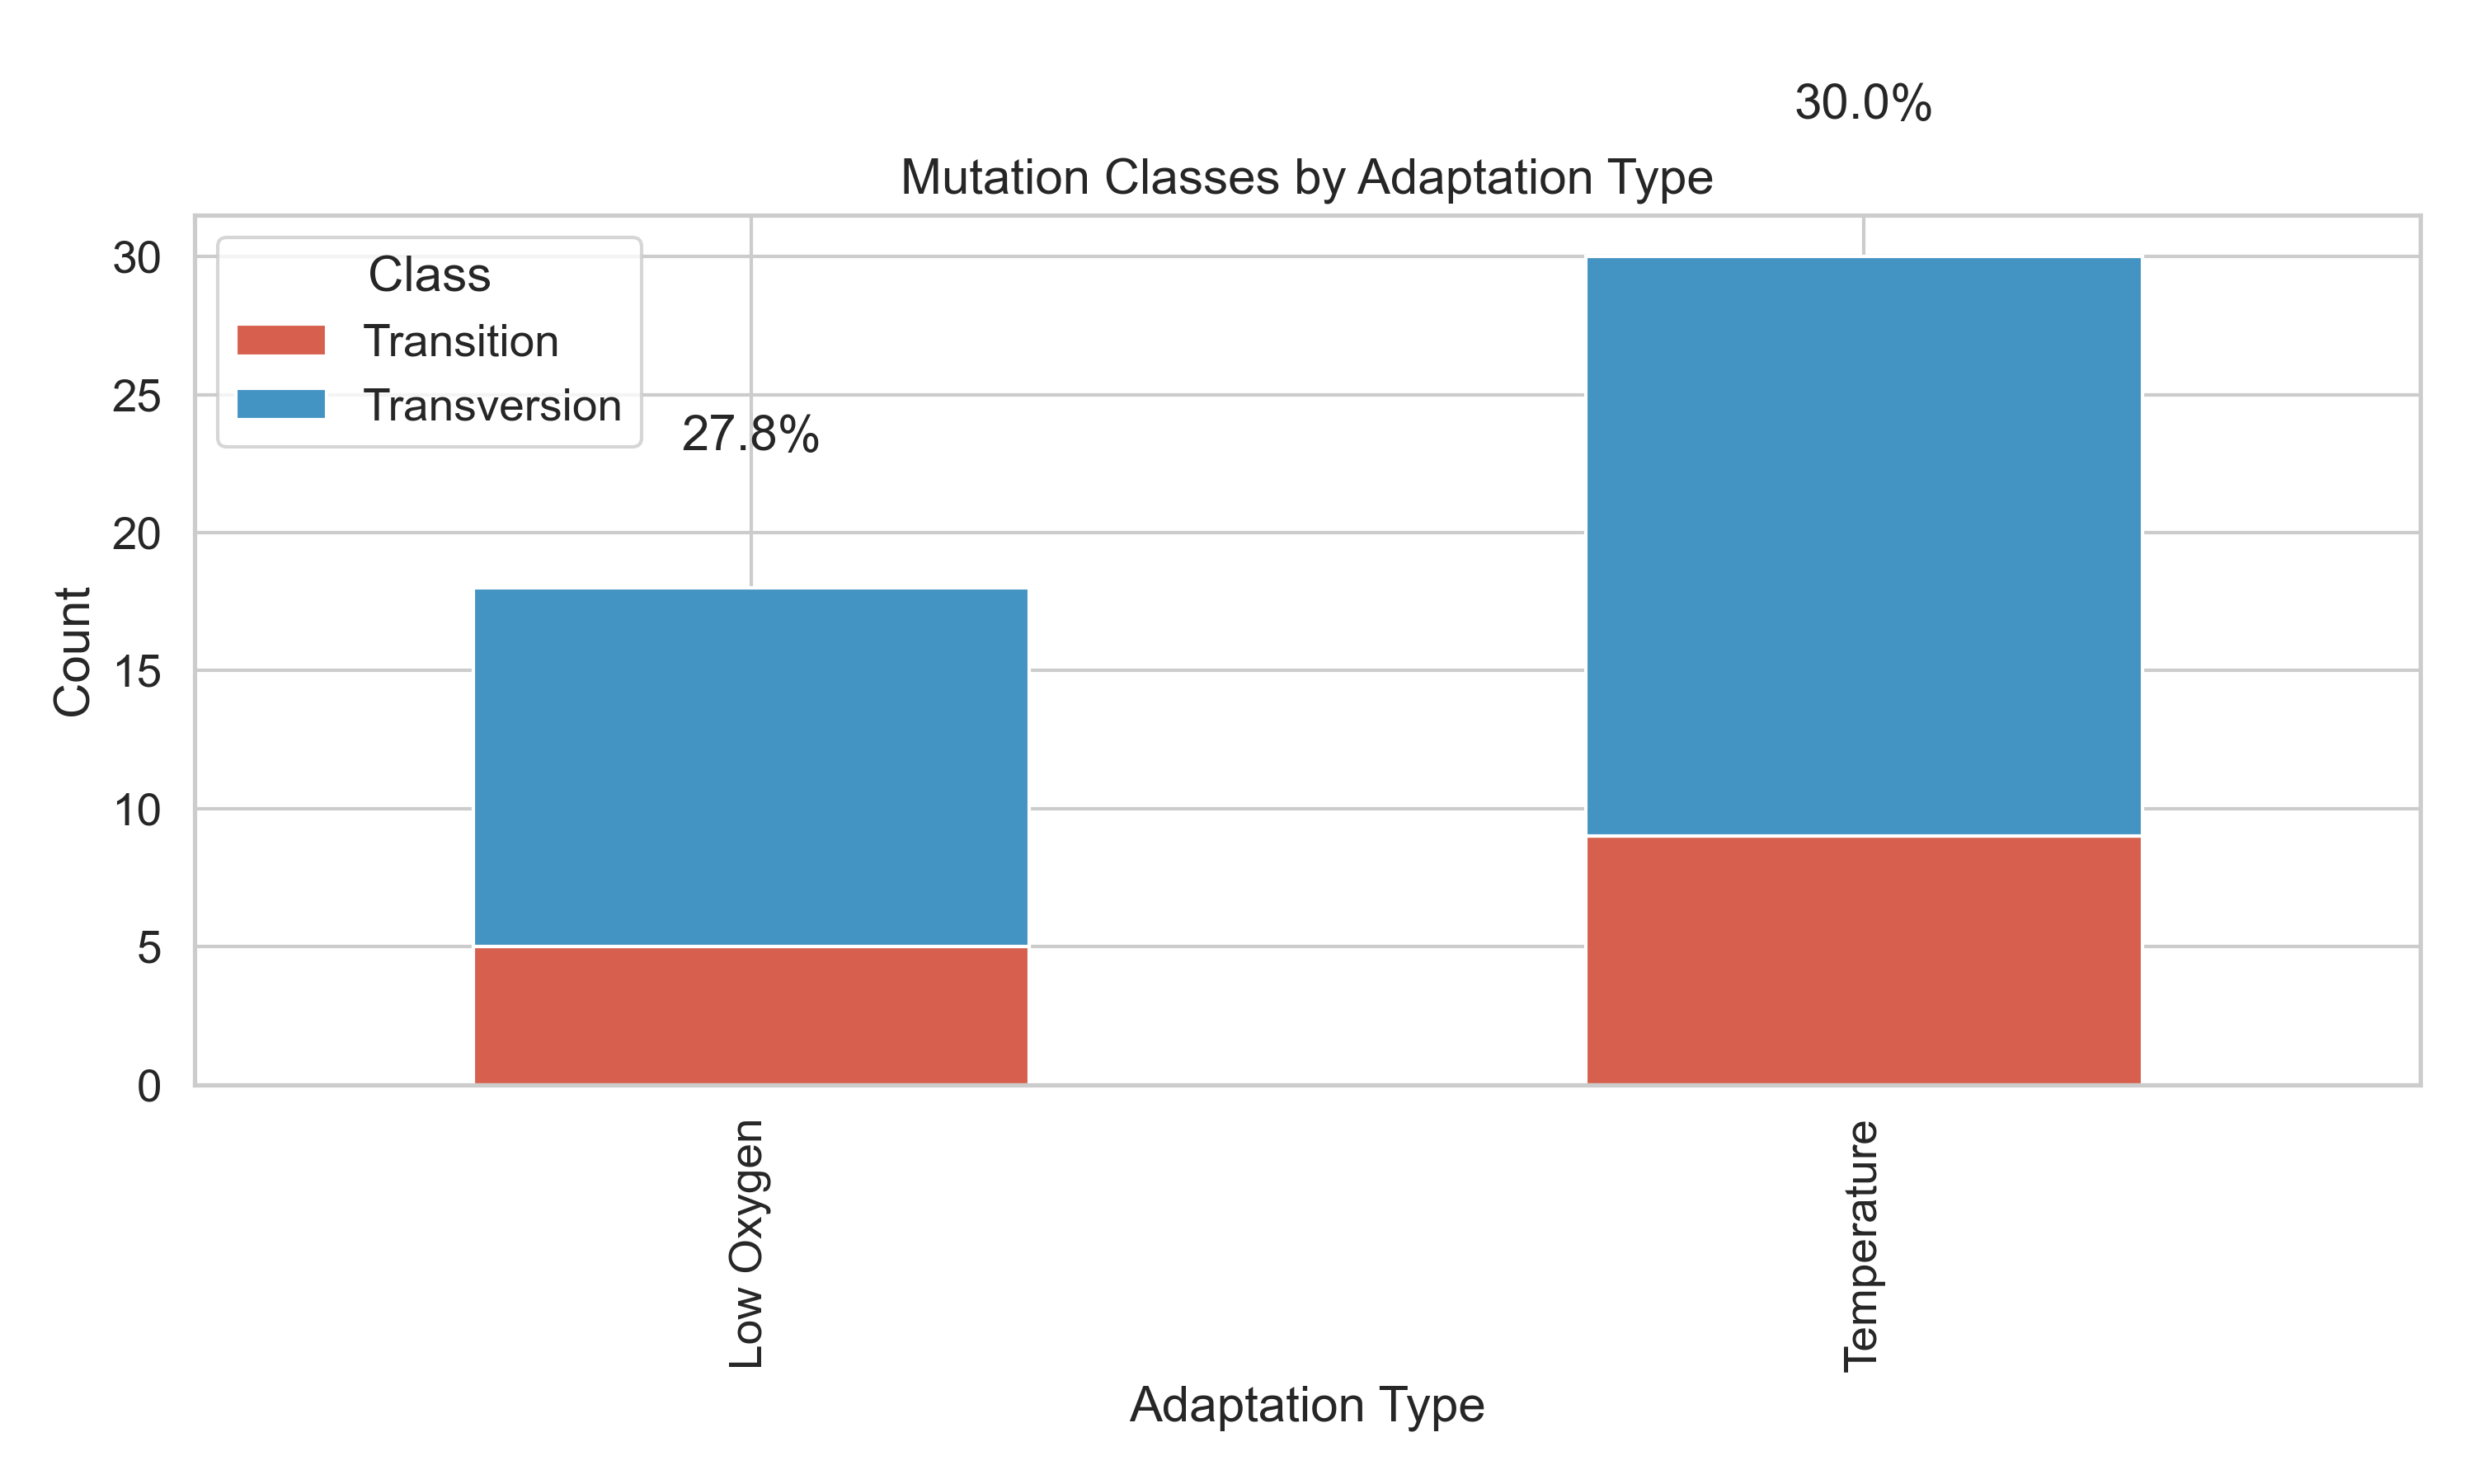 30.0%
Mutation Classes by Adaptation Type
Class
Transition
Transversion
27.8%
30
25
20
15
10
5
0
Count
Low Oxygen
Temperature
Adaptation Type